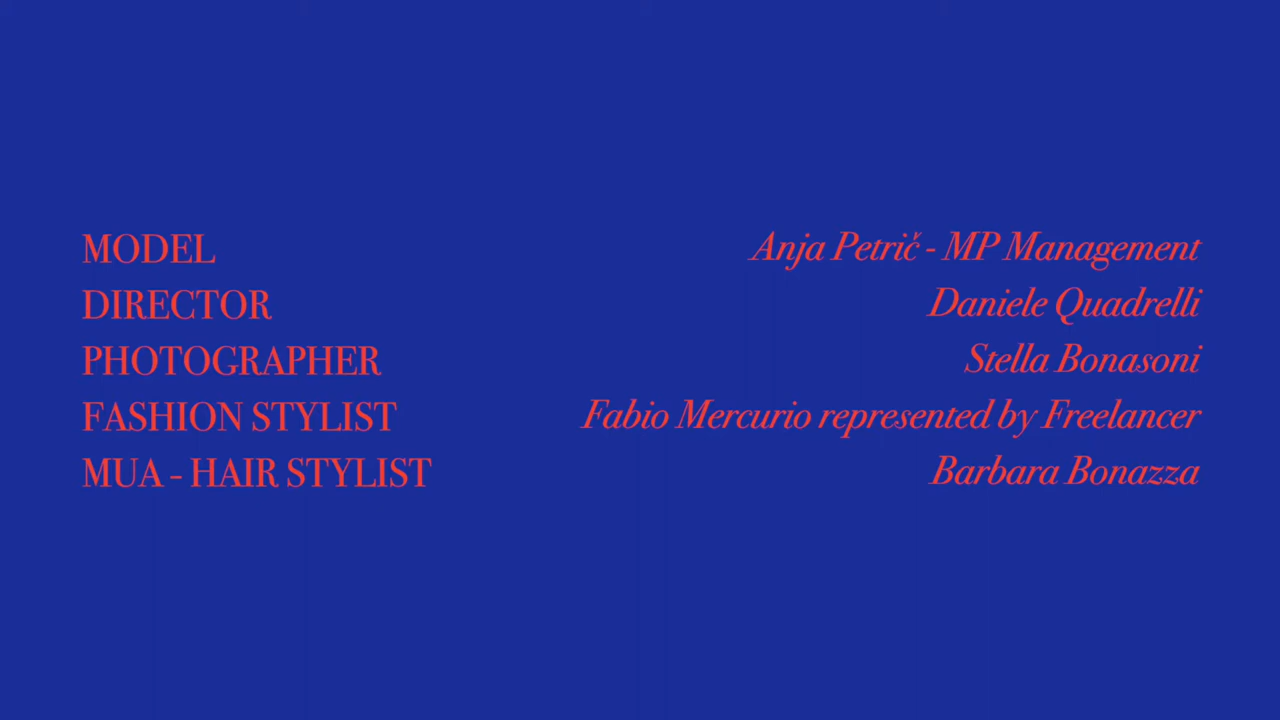 MODEL Anja Petrič - MP Management
DIRECTOR Daniele Quadrelli
PHOTOGRAPHER Stella Bonasoni
FASHION STYLIST Fabio Mercurio represented by Freelancer
MUA - HAIR STYLIST Barbara Bonazza